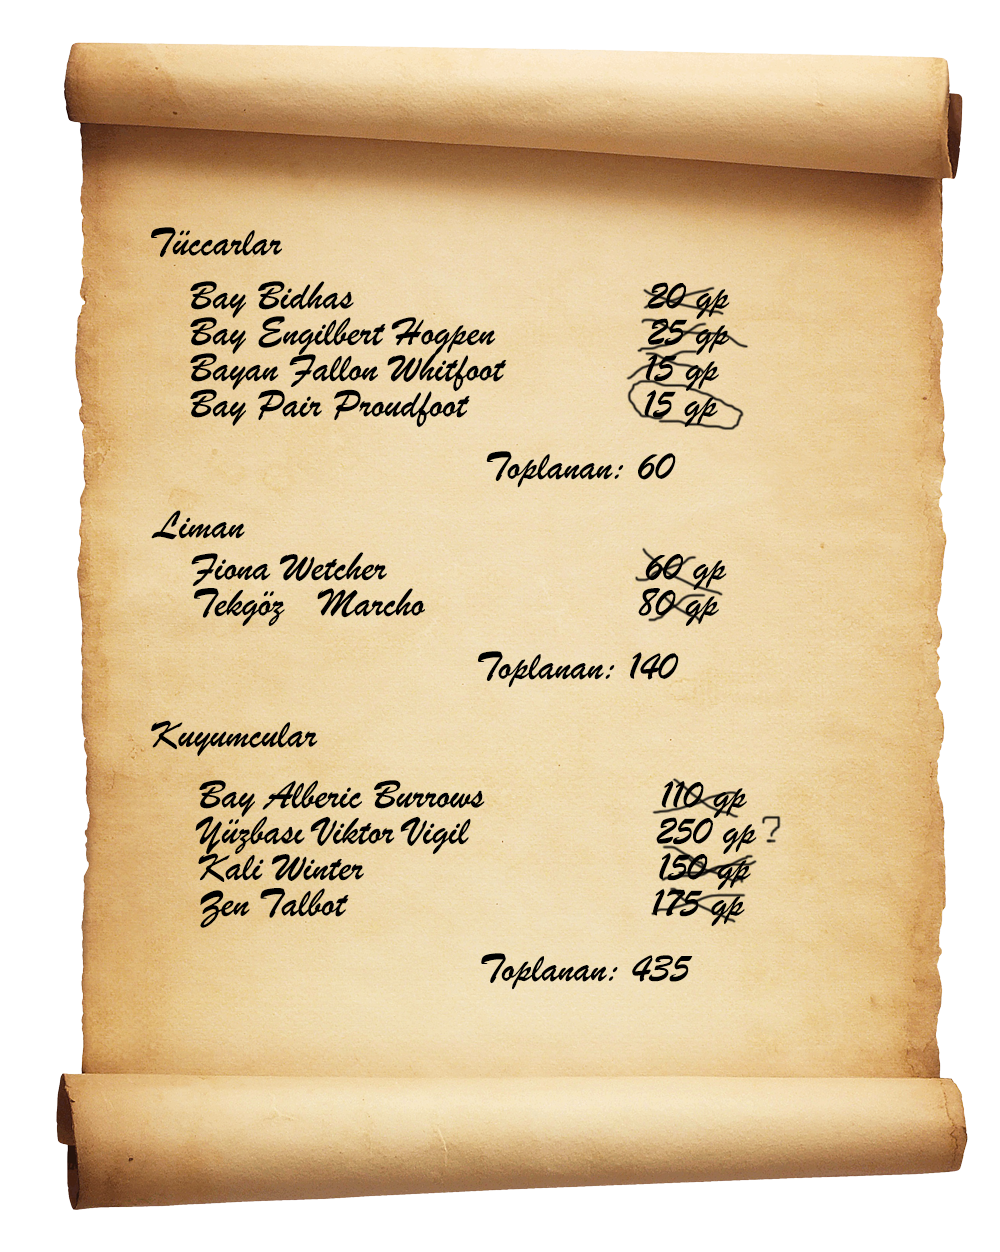 Tüccarlar
Bay Bidhas 20 gp
Bay Engilbert Hogpen 25 gp
Bayan Fallon Whitfoot 15 gp
Bay Pair Proudfoot 15 gp
Toplanan: 60
Liman
Fiona Wetcher 60 gp
Tekgöz Marcho 80 gp
Toplanan: 140
Kuyumcular
Bay Alberic Burrows 110 gp
Yüzbası Viktor Vigil 250 gp ?
Kali Winter 150 gp
Zen Talbot 175 gp
Toplanan: 435